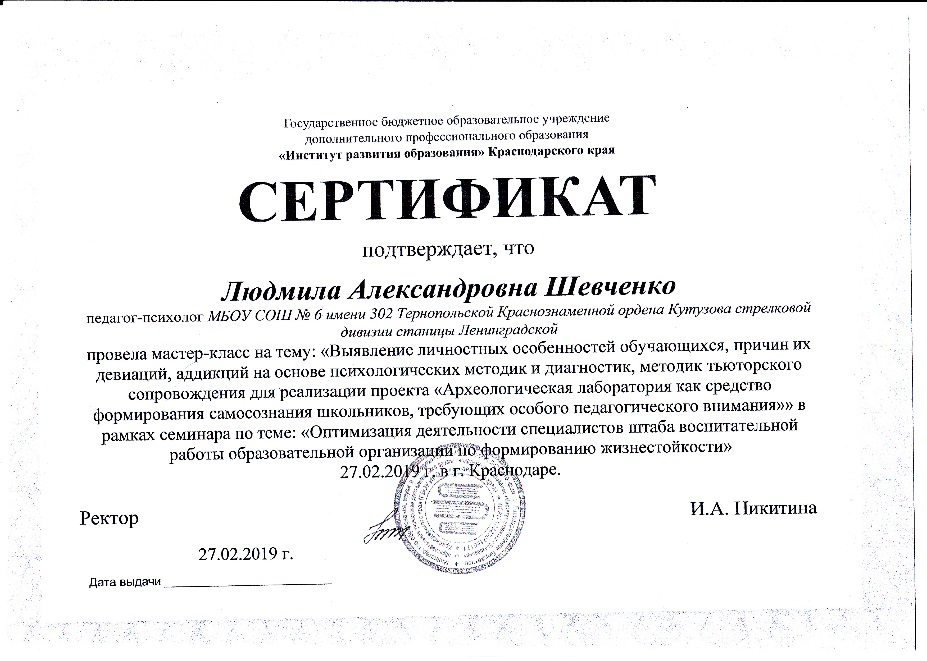 Государственное бюджетное образовательное учреждение
дополнительного профессионального образования
«Институт развития образования» Краснодарского края
СЕРТИФИКАТ
подтверждает, что
Людмила Александровна Шевченко
педагог-психолог МБОУ СОШ № 6 имени 302 Тернопольской Краснознаменной ордена Кутузова стрелковой
дивизии станицы Ленинградской
провела мастер-класс на тему: «Выявление личностных особенностей обучающихся, причин их
девиаций, аддикций на основе психологических методик и диагностик, методик тьюторского
сопровождения для реализации проекта «Археологическая лаборатория как средство
формирования самосознания школьников, требующих особого педагогического внимания»» в
рамках семинара по теме: «Оптимизация деятельности специалистов штаба воспитательной
работы образовательной организации по формированию жизнестойкости»
27.02.2019 г. в г. Краснодаре.
Ректор
И.А. Никитина
27.02.2019 г.
Дата выдачи